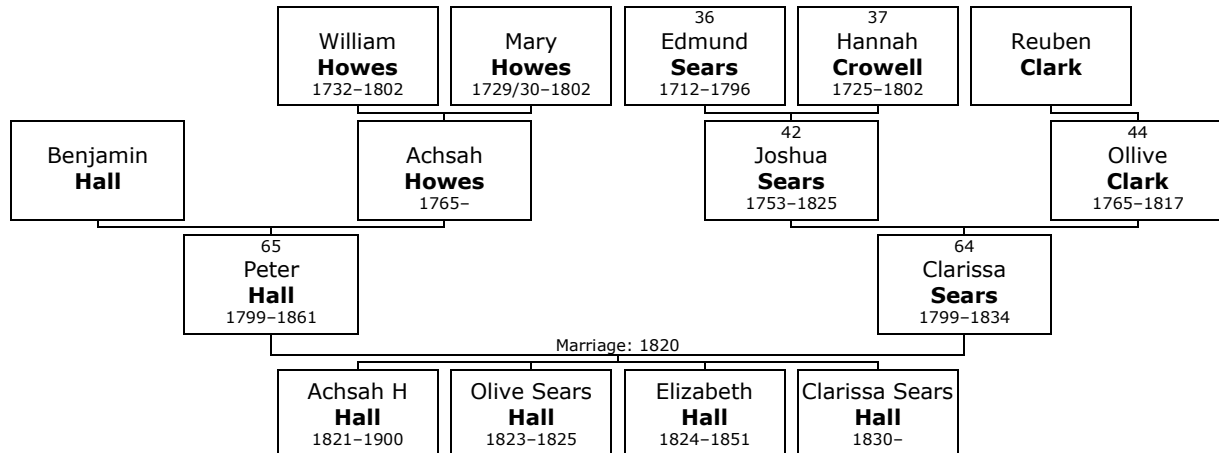 William
Howes
1732–1802
Mary
Howes
1729/30–1802
36
Edmund
Sears
1712–1796
37
Hannah
Crowell
1725–1802
Reuben
Clark
Benjamin
Hall
Achsah
Howes
1765–
42
Joshua
Sears
1753–1825
44
Ollive
Clark
1765–1817
65
Peter
Hall
1799–1861
64
Clarissa
Sears
1799–1834
Marriage: 1820
Achsah H
Hall
1821–1900
Olive Sears
Hall
1823–1825
Elizabeth
Hall
1824–1851
Clarissa Sears
Hall
1830–